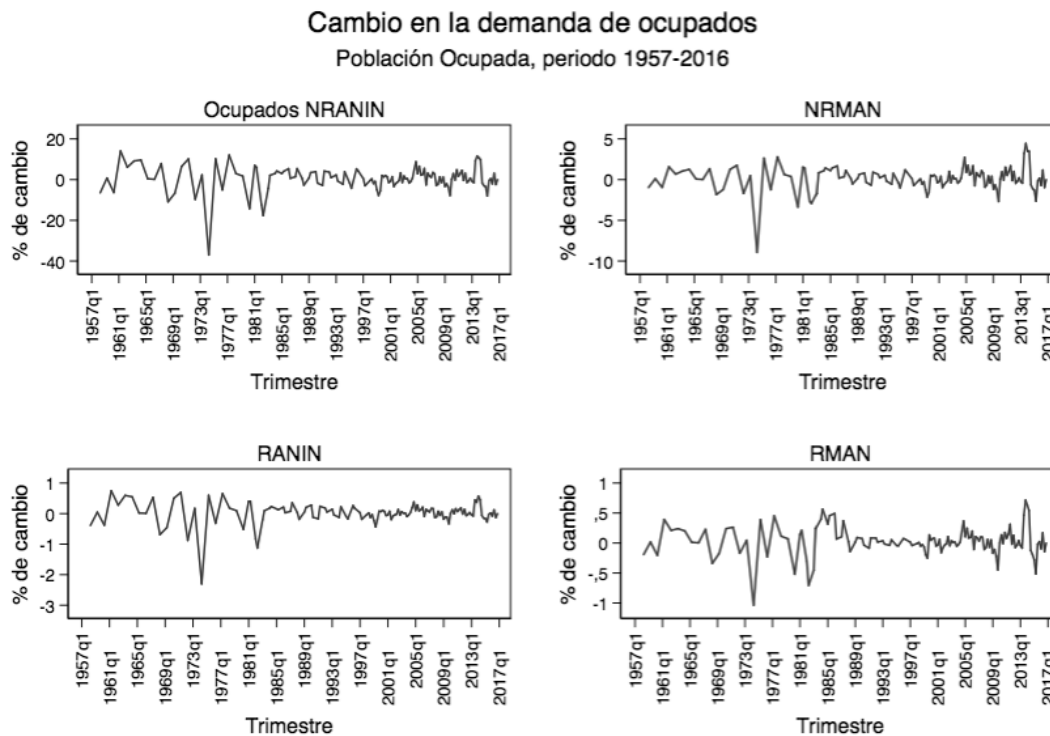 Cambio en la demanda de ocupados
Población Ocupada, periodo 1957-2016
Ocupados NRANIN
% de cambio
20
0
-20
-40
1957q1
1961q1
1965q1
1969q1
1973q1
1977q1
1981q1
1985q1
1989q1
1993q1
1997q1
2001q1
2005q1
2009q1
2013q1
2017q1
Trimestre
NRMAN
% de cambio
5
0
-5
-10
1957q1
1961q1
1965q1
1969q1
1973q1
1977q1
1981q1
1985q1
1989q1
1993q1
1997q1
2001q1
2005q1
2009q1
2013q1
2017q1
Trimestre
RANIN
% de cambio
1
0
-1
-2
-3
1957q1
1961q1
1965q1
1969q1
1973q1
1977q1
1981q1
1985q1
1989q1
1993q1
1997q1
2001q1
2005q1
2009q1
2013q1
2017q1
Trimestre
RMAN
% de cambio
1
,5
0
-,5
-1
1957q1
1961q1
1965q1
1969q1
1973q1
1977q1
1981q1
1985q1
1989q1
1993q1
1997q1
2001q1
2005q1
2009q1
2013q1
2017q1
Trimestre